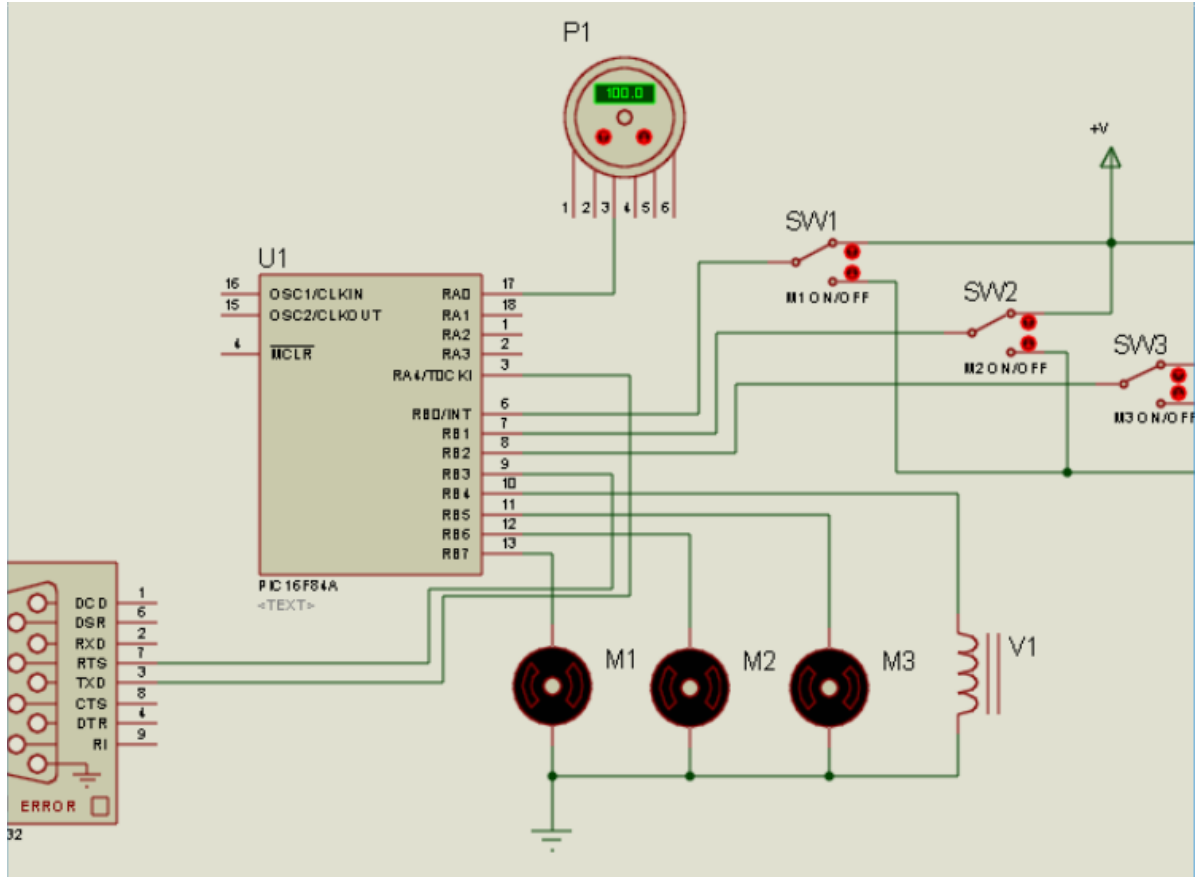 P1
100.0
1 2 3 4 5 6
+V
SW1
M1 ON/OFF
SW2
M2 ON/OFF
SW3
M3 ON/OFF
U1
16 OSC1/CLKIN RA0 17
15 OSC2/CLKOUT RA1 18
RA2 1
4 MCLR RA3 2
RA4/T0CKI 3
RB0/INT 6
RB1 7
RB2 8
RB3 9
RB4 10
RB5 11
RB6 12
RB7 13
PIC16F84A
<TEXT>
DCD 1
DSR 6
RXD 2
RTS 7
TXD 3
CTS 8
DTR 4
RI 9
ERROR
32
M1
M2
M3
V1